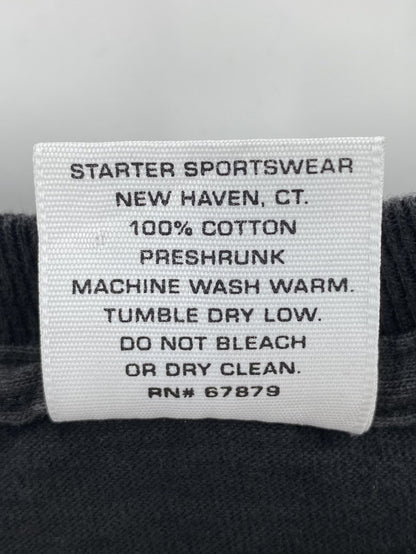 STARTER SPORTSWEAR
NEW HAVEN, CT.
100% COTTON
PRESHRUNK
MACHINE WASH WARM.
TUMBLE DRY LOW.
DO NOT BLEACH
OR DRY CLEAN.
RN# 67879